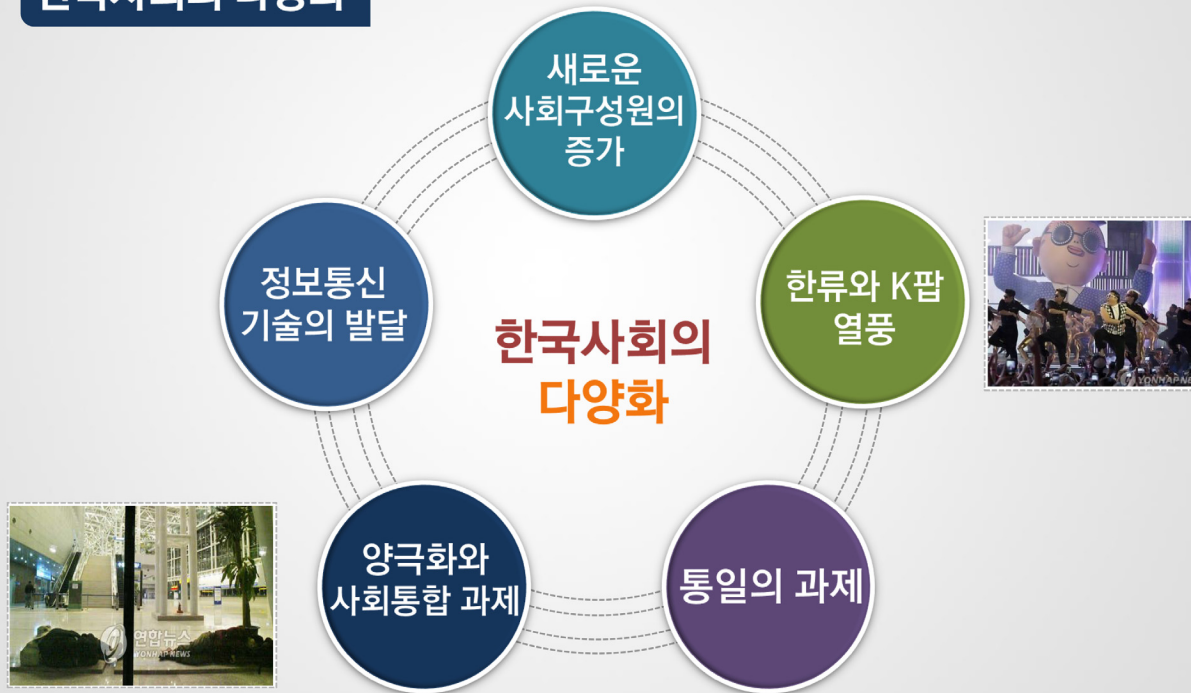 새로운
사회구성원의
증가
정보통신
기술의 발달
한류와 K팝
열풍
한국사회의
다양화
양극화와
사회통합 과제
통일의 과제
연합뉴스
YONHAP NEWS